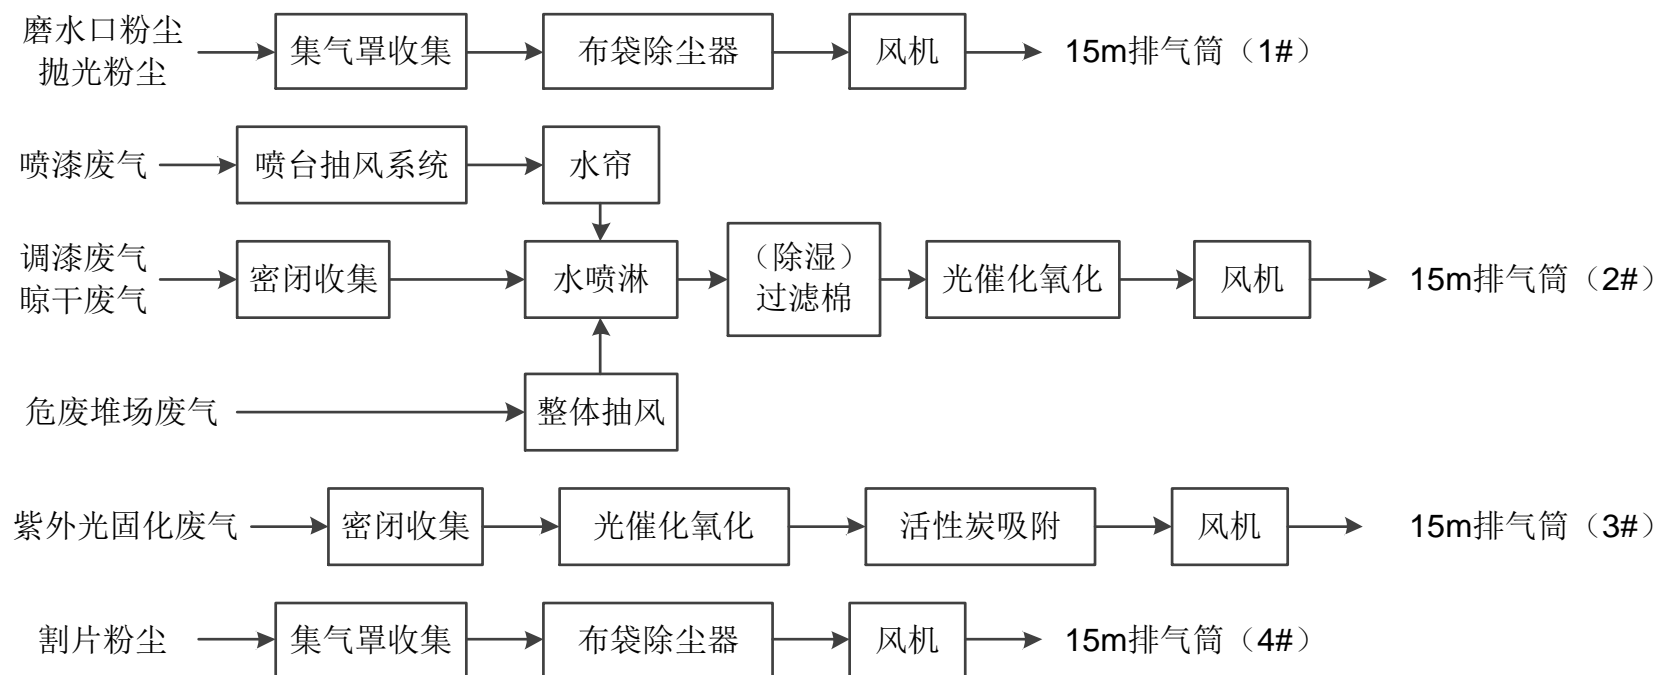 磨水口粉尘
抛光粉尘
集气罩收集
布袋除尘器
风机
15m排气筒（1#）
喷漆废气
喷台抽风系统
水帘
调漆废气
晾干废气
密闭收集
水喷淋
（除湿）
过滤棉
光催化氧化
风机
15m排气筒（2#）
危废堆场废气
整体抽风
紫外光固化废气
密闭收集
光催化氧化
活性炭吸附
风机
15m排气筒（3#）
割片粉尘
集气罩收集
布袋除尘器
风机
15m排气筒（4#）